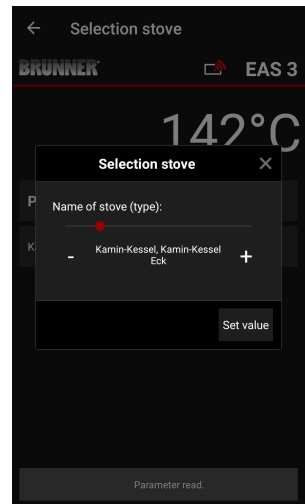 ← Selection stove
BRUNNER EAS 3
142°C
Selection stove ×
P
Name of stove (type):
K
- Kamin-Kessel, Kamin-Kessel +
Eck
Set value
Parameter read.